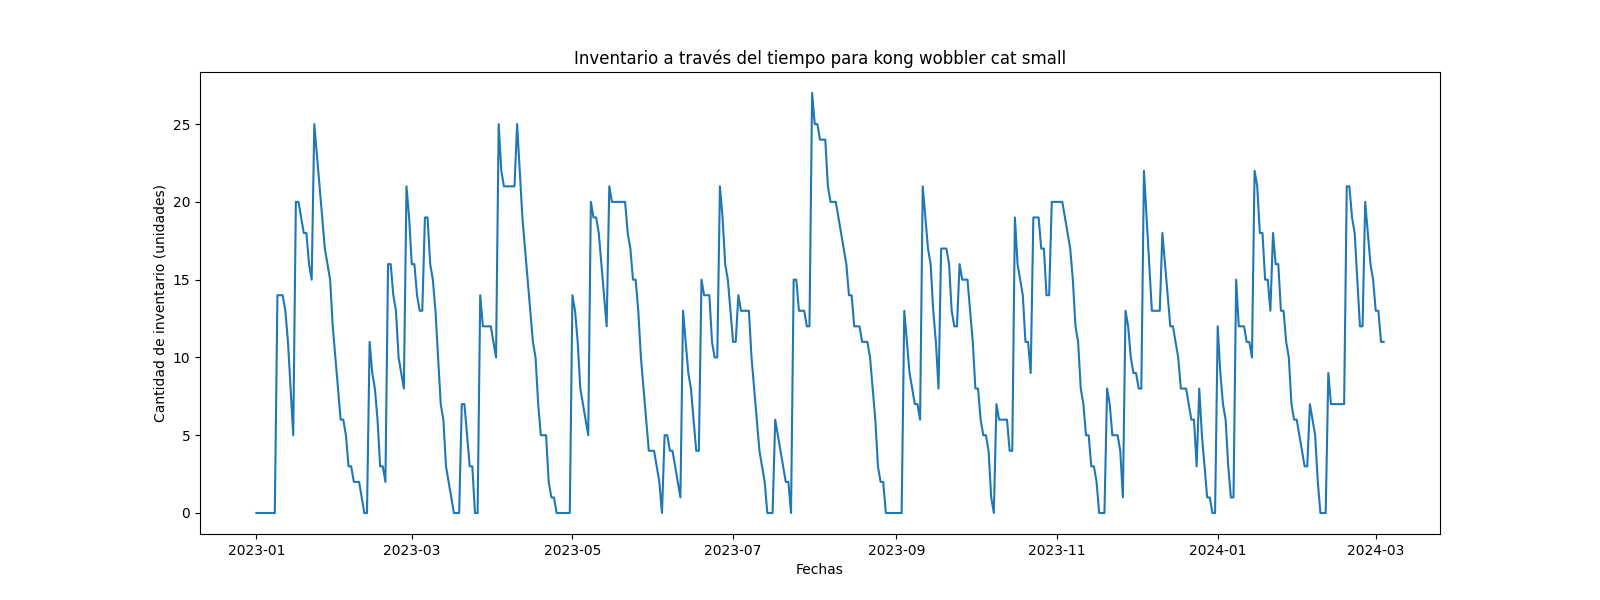 Inventario a través del tiempo para kong wobbler cat small
Cantidad de inventario (unidades)
25
20
15
10
5
0
2023-01 2023-03 2023-05 2023-07 2023-09 2023-11 2024-01 2024-03
Fechas